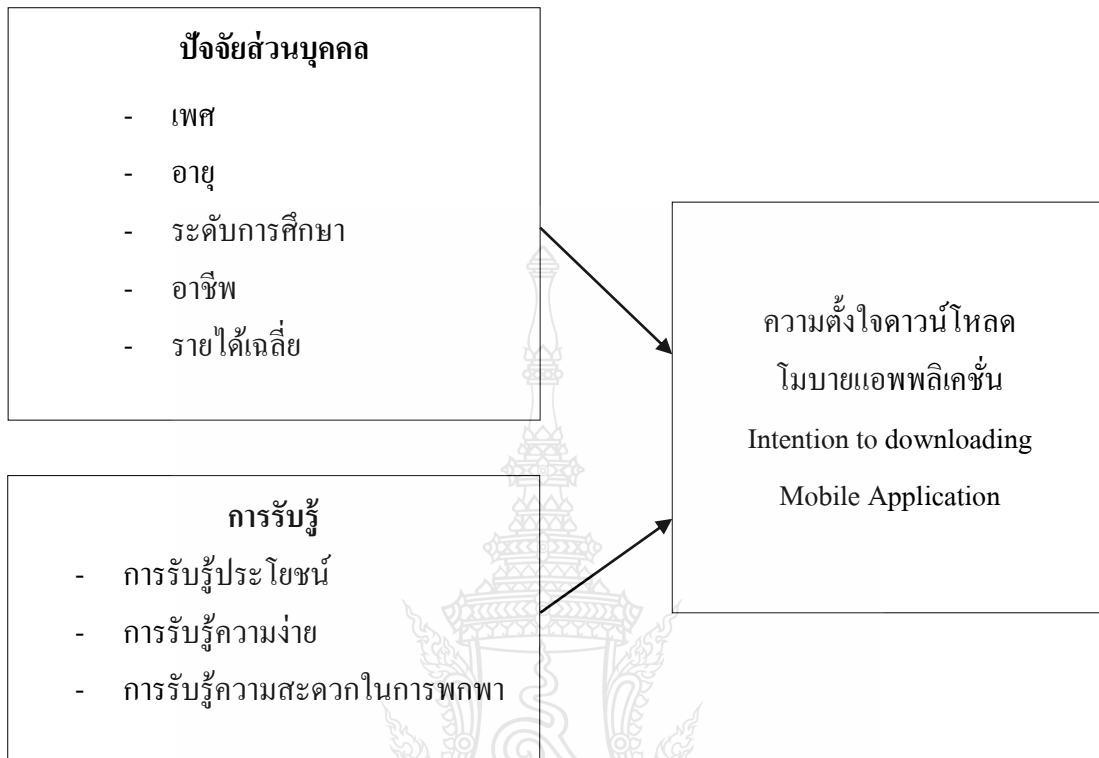 ปัจจัยส่วนบุคคล
- เพศ
- อายุ
- ระดับการศึกษา
- อาชีพ
- รายได้เฉลี่ย
การรับรู้
- การรับรู้ประโยชน์
- การรับรู้ความง่าย
- การรับรู้ความสะดวกในการพกพา
ความตั้งใจดาวน์โหลด
โมบายแอพพลิเคชั่น
Intention to downloading
Mobile Application